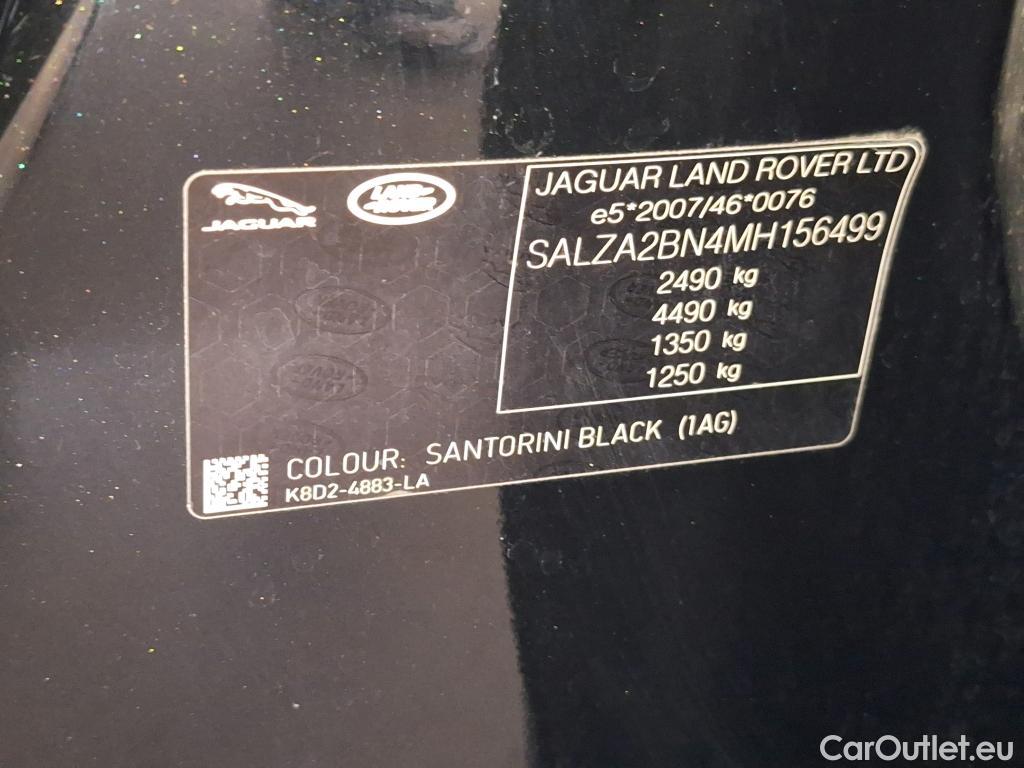 JAGUAR
LAND ROVER
JAGUAR LAND ROVER LTD
e5*2007/46*0076
SALZA2BN4MH156499
2490 kg
4490 kg
1350 kg
1250 kg
COLOUR: SANTORINI BLACK (1AG)
K8D2-4883-LA
CarOutlet.eu